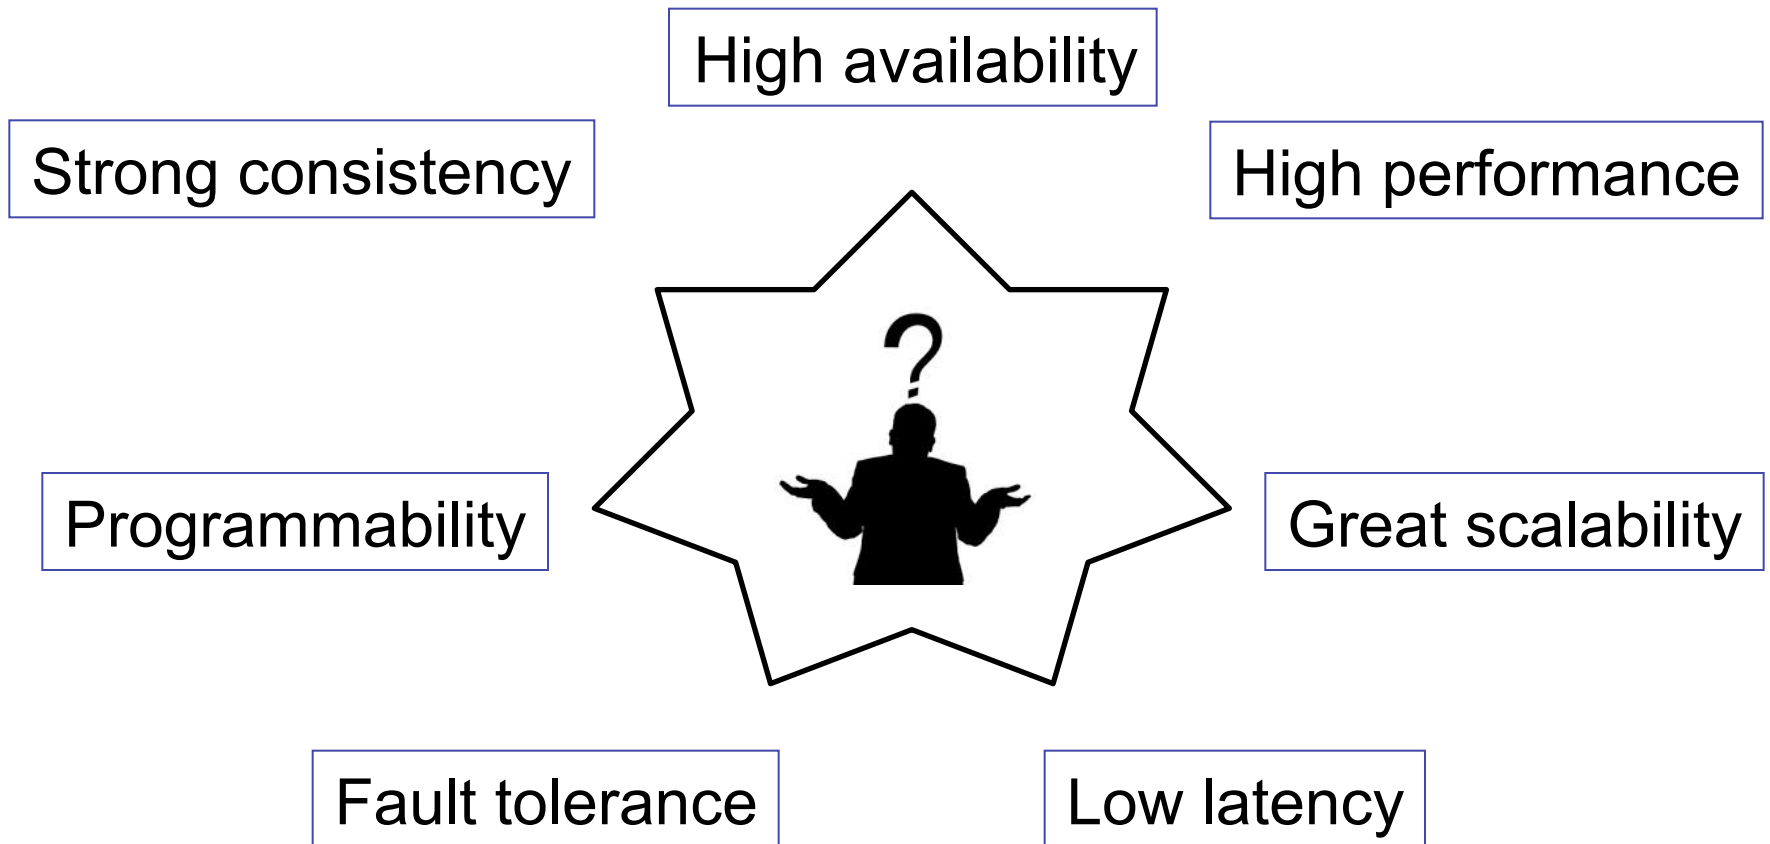 High availability
Strong consistency
High performance
?
Programmability
Great scalability
Fault tolerance
Low latency